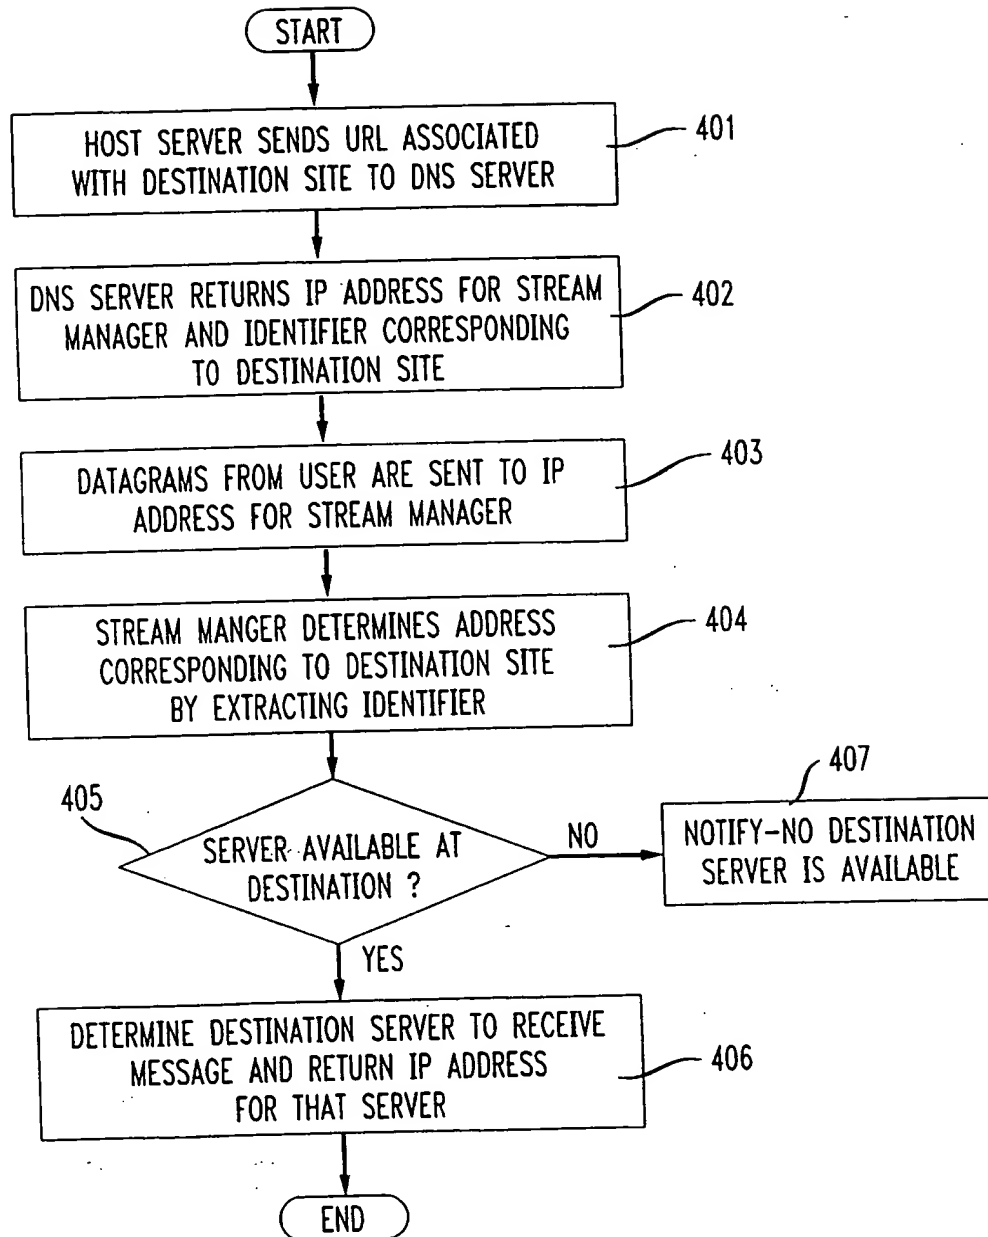 START
HOST SERVER SENDS URL ASSOCIATED
WITH DESTINATION SITE TO DNS SERVER
401
DNS SERVER RETURNS IP ADDRESS FOR STREAM
MANAGER AND IDENTIFIER CORRESPONDING
TO DESTINATION SITE
402
DATAGRAMS FROM USER ARE SENT TO IP
ADDRESS FOR STREAM MANAGER
403
STREAM MANGER DETERMINES ADDRESS
CORRESPONDING TO DESTINATION SITE
BY EXTRACTING IDENTIFIER
404
405
SERVER AVAILABLE AT
DESTINATION ?
NO
407
NOTIFY-NO DESTINATION
SERVER IS AVAILABLE
YES
DETERMINE DESTINATION SERVER TO RECEIVE
MESSAGE AND RETURN IP ADDRESS
FOR THAT SERVER
406
END